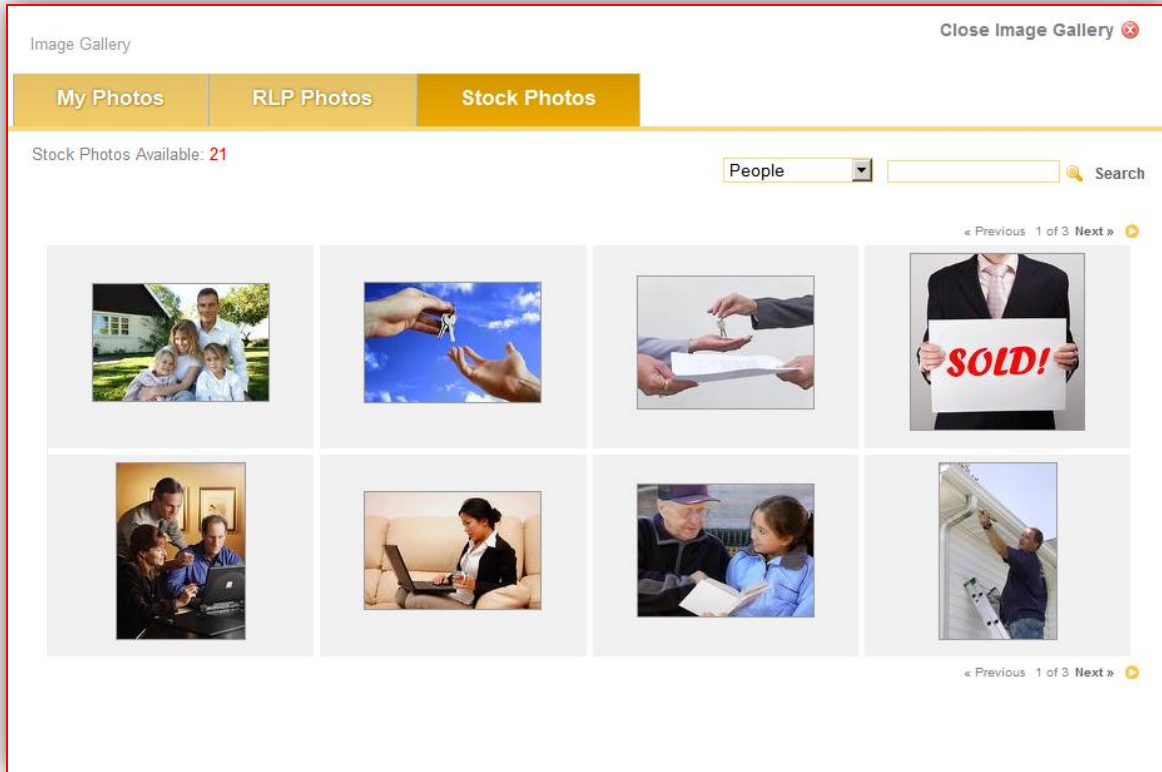 Close Image Gallery
Image Gallery
My Photos RLP Photos Stock Photos
Stock Photos Available: 21
People Search
« Previous 1 of 3 Next »
SOLD!
« Previous 1 of 3 Next »